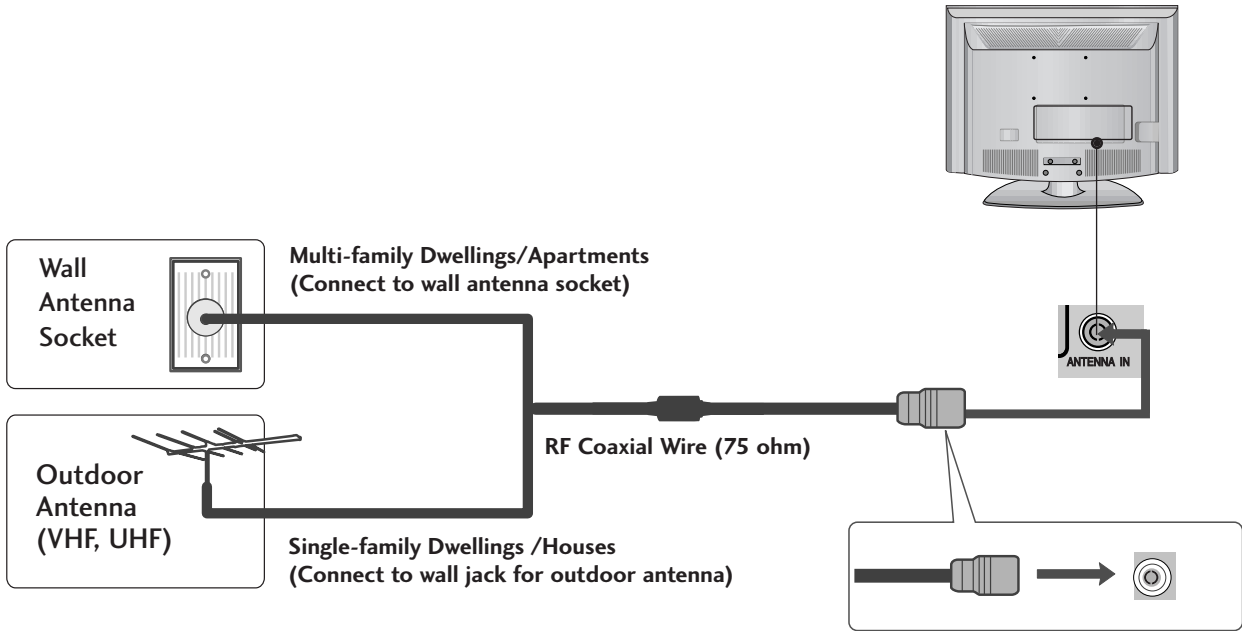 Wall
Antenna
Socket
Multi-family Dwellings/Apartments
(Connect to wall antenna socket)
ANTENNA IN
RF Coaxial Wire (75 ohm)
Outdoor
Antenna
(VHF, UHF)
Single-family Dwellings /Houses
(Connect to wall jack for outdoor antenna)